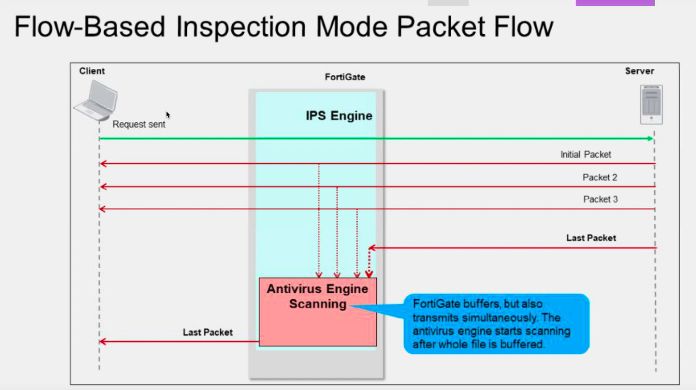 Flow-Based Inspection Mode Packet Flow
Client
FortiGate
Server
IPS Engine
Request sent
Initial Packet
Packet 2
Packet 3
Last Packet
Antivirus Engine
Scanning
FortiGate buffers, but also
transmits simultaneously. The
antivirus engine starts scanning
after whole file is buffered.
Last Packet